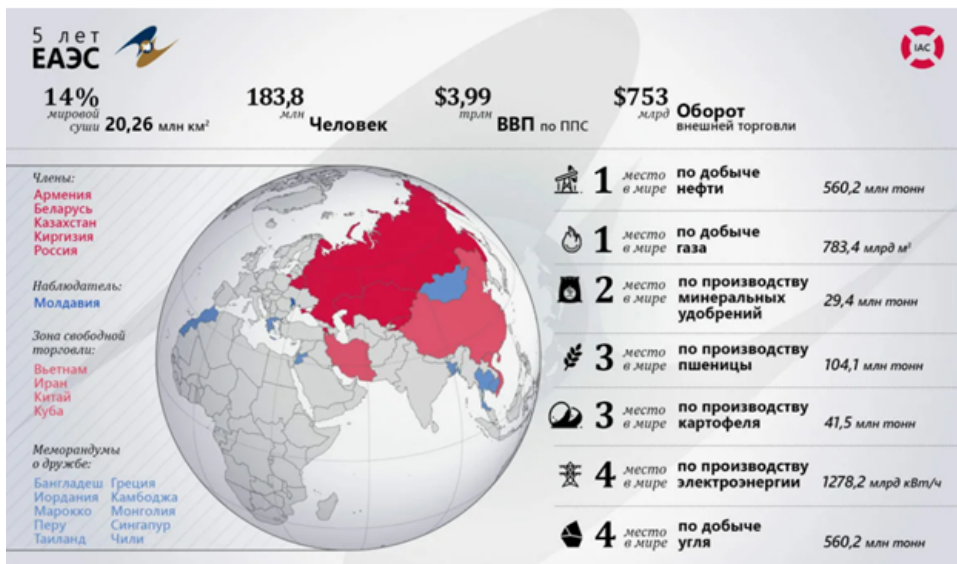 5 лет
ЕАЭС
IAC
14%
мировой
суши 20,26 млн км²
183,8
млн Человек
$3,99
трлн ВВП по ППС
$753
млрд Оборот
внешней торговли
Члены:
Армения
Беларусь
Казахстан
Киргизия
Россия
Наблюдатель:
Молдавия
Зона свободной
торговли:
Вьетнам
Иран
Китай
Куба
Меморандумы
о дружбе:
Бангладеш Греция
Иордания Камбоджа
Марокко Монголия
Перу Сингапур
Таиланд Чили
1 место в мире по добыче нефти 560,2 млн тонн
1 место в мире по добыче газа 783,4 млрд м³
2 место в мире по производству минеральных удобрений 29,4 млн тонн
3 место в мире по производству пшеницы 104,1 млн тонн
3 место в мире по производству картофеля 41,5 млн тонн
4 место в мире по производству электроэнергии 1278,2 млрд кВт/ч
4 место в мире по добыче угля 560,2 млн тонн